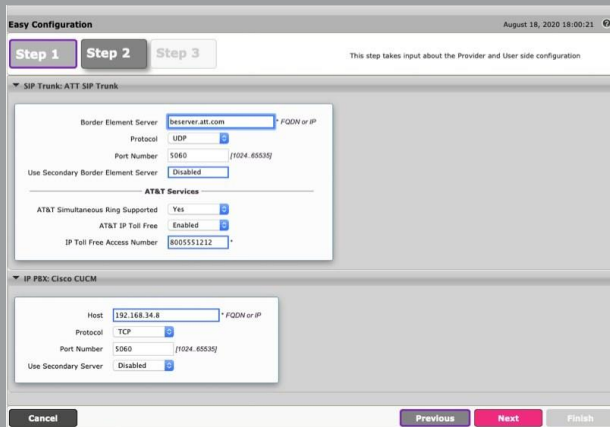 Easy Configuration
August 18, 2020 18:00:21
Step 1 Step 2 Step 3
This step takes input about the Provider and User side configuration
SIP Trunk: ATT SIP Trunk
Border Element Server beserver.att.com * FQDN or IP
Protocol UDP
Port Number 5060 [1024..65535]
Use Secondary Border Element Server Disabled
AT&T Services
AT&T Simultaneous Ring Supported Yes
AT&T IP Toll Free Enabled
IP Toll Free Access Number 8005551212 *
IP PBX: Cisco CUCM
Host 192.168.34.8 * FQDN or IP
Protocol TCP
Port Number 5060 [1024..65535]
Use Secondary Server Disabled
Cancel Previous Next Finish